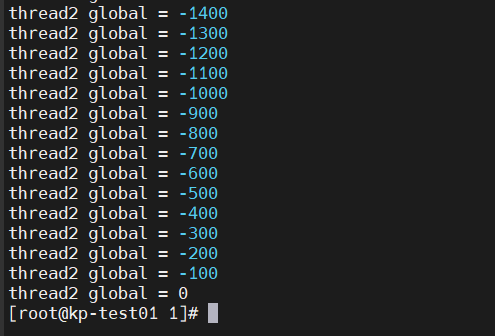 thread2 global = -1400
thread2 global = -1300
thread2 global = -1200
thread2 global = -1100
thread2 global = -1000
thread2 global = -900
thread2 global = -800
thread2 global = -700
thread2 global = -600
thread2 global = -500
thread2 global = -400
thread2 global = -300
thread2 global = -200
thread2 global = -100
thread2 global = 0
[root@kp-test01 1]#